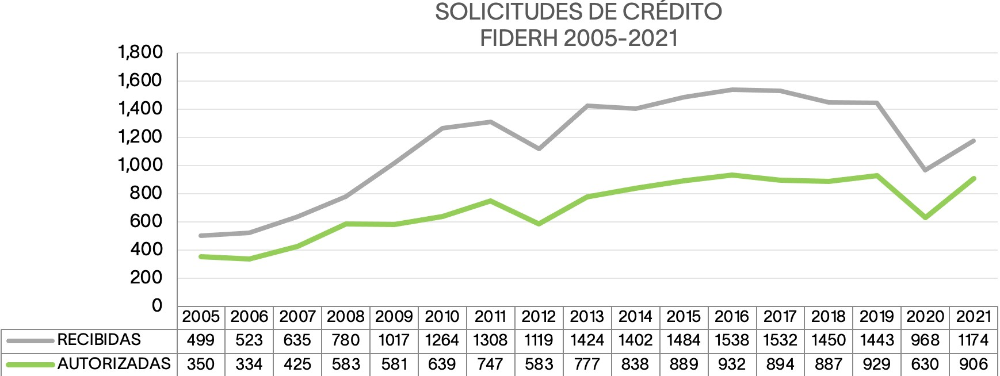 SOLICITUDES DE CRÉDITO
FIDERH 2005-2021
1,800
1,600
1,400
1,200
1,000
800
600
400
200
0
2005 2006 2007 2008 2009 2010 2011 2012 2013 2014 2015 2016 2017 2018 2019 2020 2021
RECIBIDAS 499 523 635 780 1017 1264 1308 1119 1424 1402 1484 1538 1532 1450 1443 968 1174
AUTORIZADAS 350 334 425 583 581 639 747 583 777 838 889 932 894 887 929 630 906